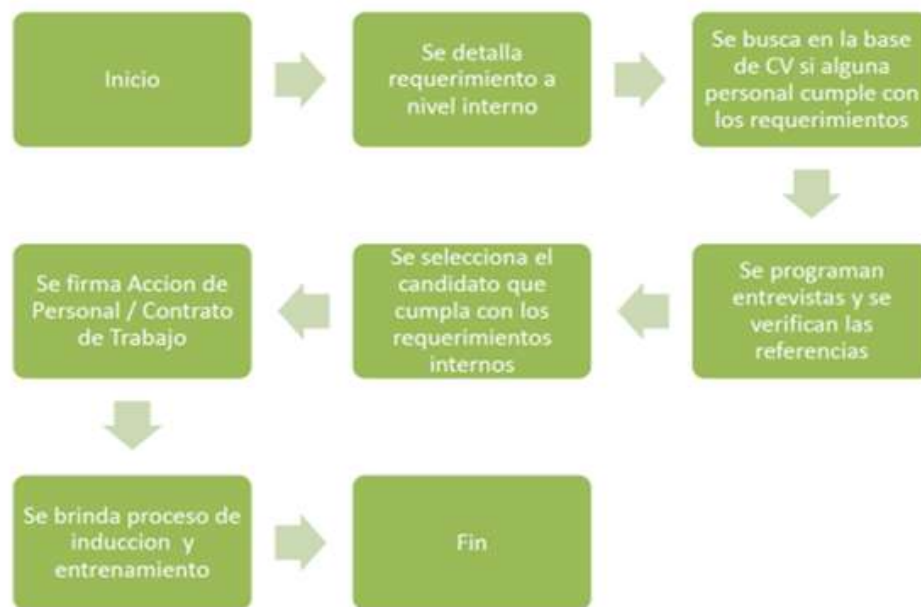 Inicio
Se detalla
requerimiento a
nivel interno
Se busca en la base
de CV si alguna
personal cumple con
los requerimientos
Se programan
entrevistas y se
verifican las
referencias
Se selecciona el
candidato que
cumpla con los
requerimientos
internos
Se firma Accion de
Personal / Contrato
de Trabajo
Se brinda proceso de
induccion y
entrenamiento
Fin